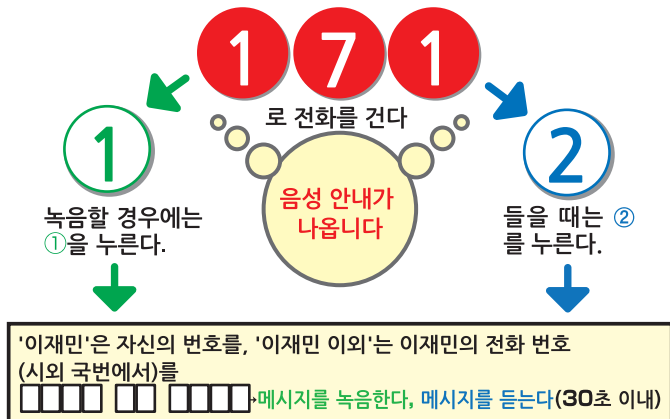 171
로 전화를 건다
음성 안내가
나옵니다
1
녹음할 경우에는
①을 누른다.
2
들을 때는 ②
를 누른다.
'이재민'은 자신의 번호를, '이재민 이외'는 이재민의 전화 번호
(시외 국번에서)를
□□□□ □□ □□□□→메시지를 녹음한다, 메시지를 듣는다(30초 이내)